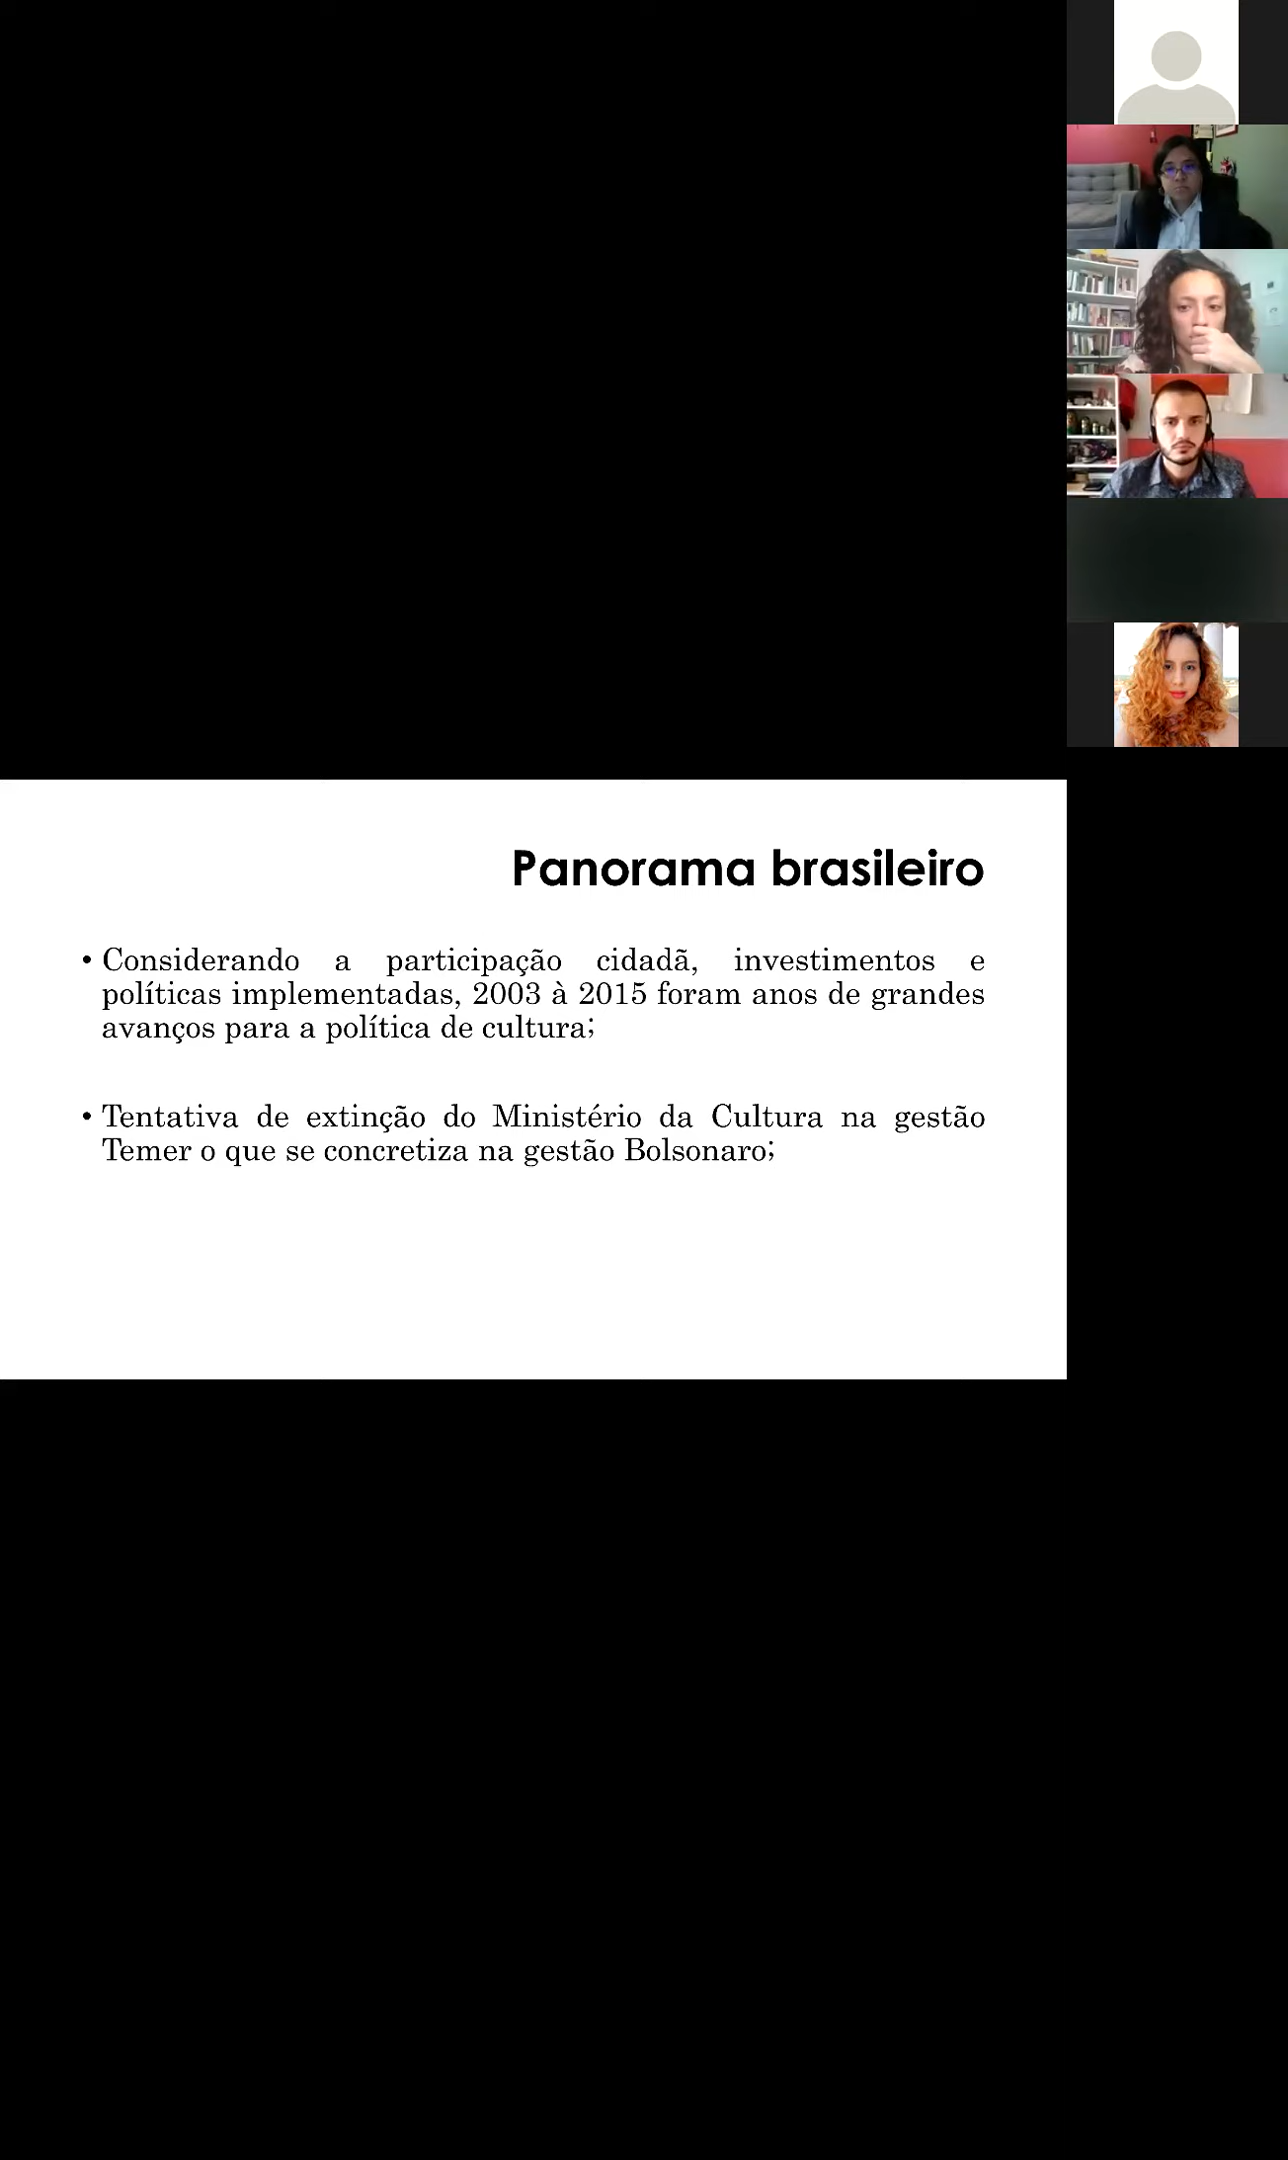 Panorama brasileiro
• Considerando a participação cidadã, investimentos e
políticas implementadas, 2003 à 2015 foram anos de grandes
avanços para a política de cultura;
• Tentativa de extinção do Ministério da Cultura na gestão
Temer o que se concretiza na gestão Bolsonaro;